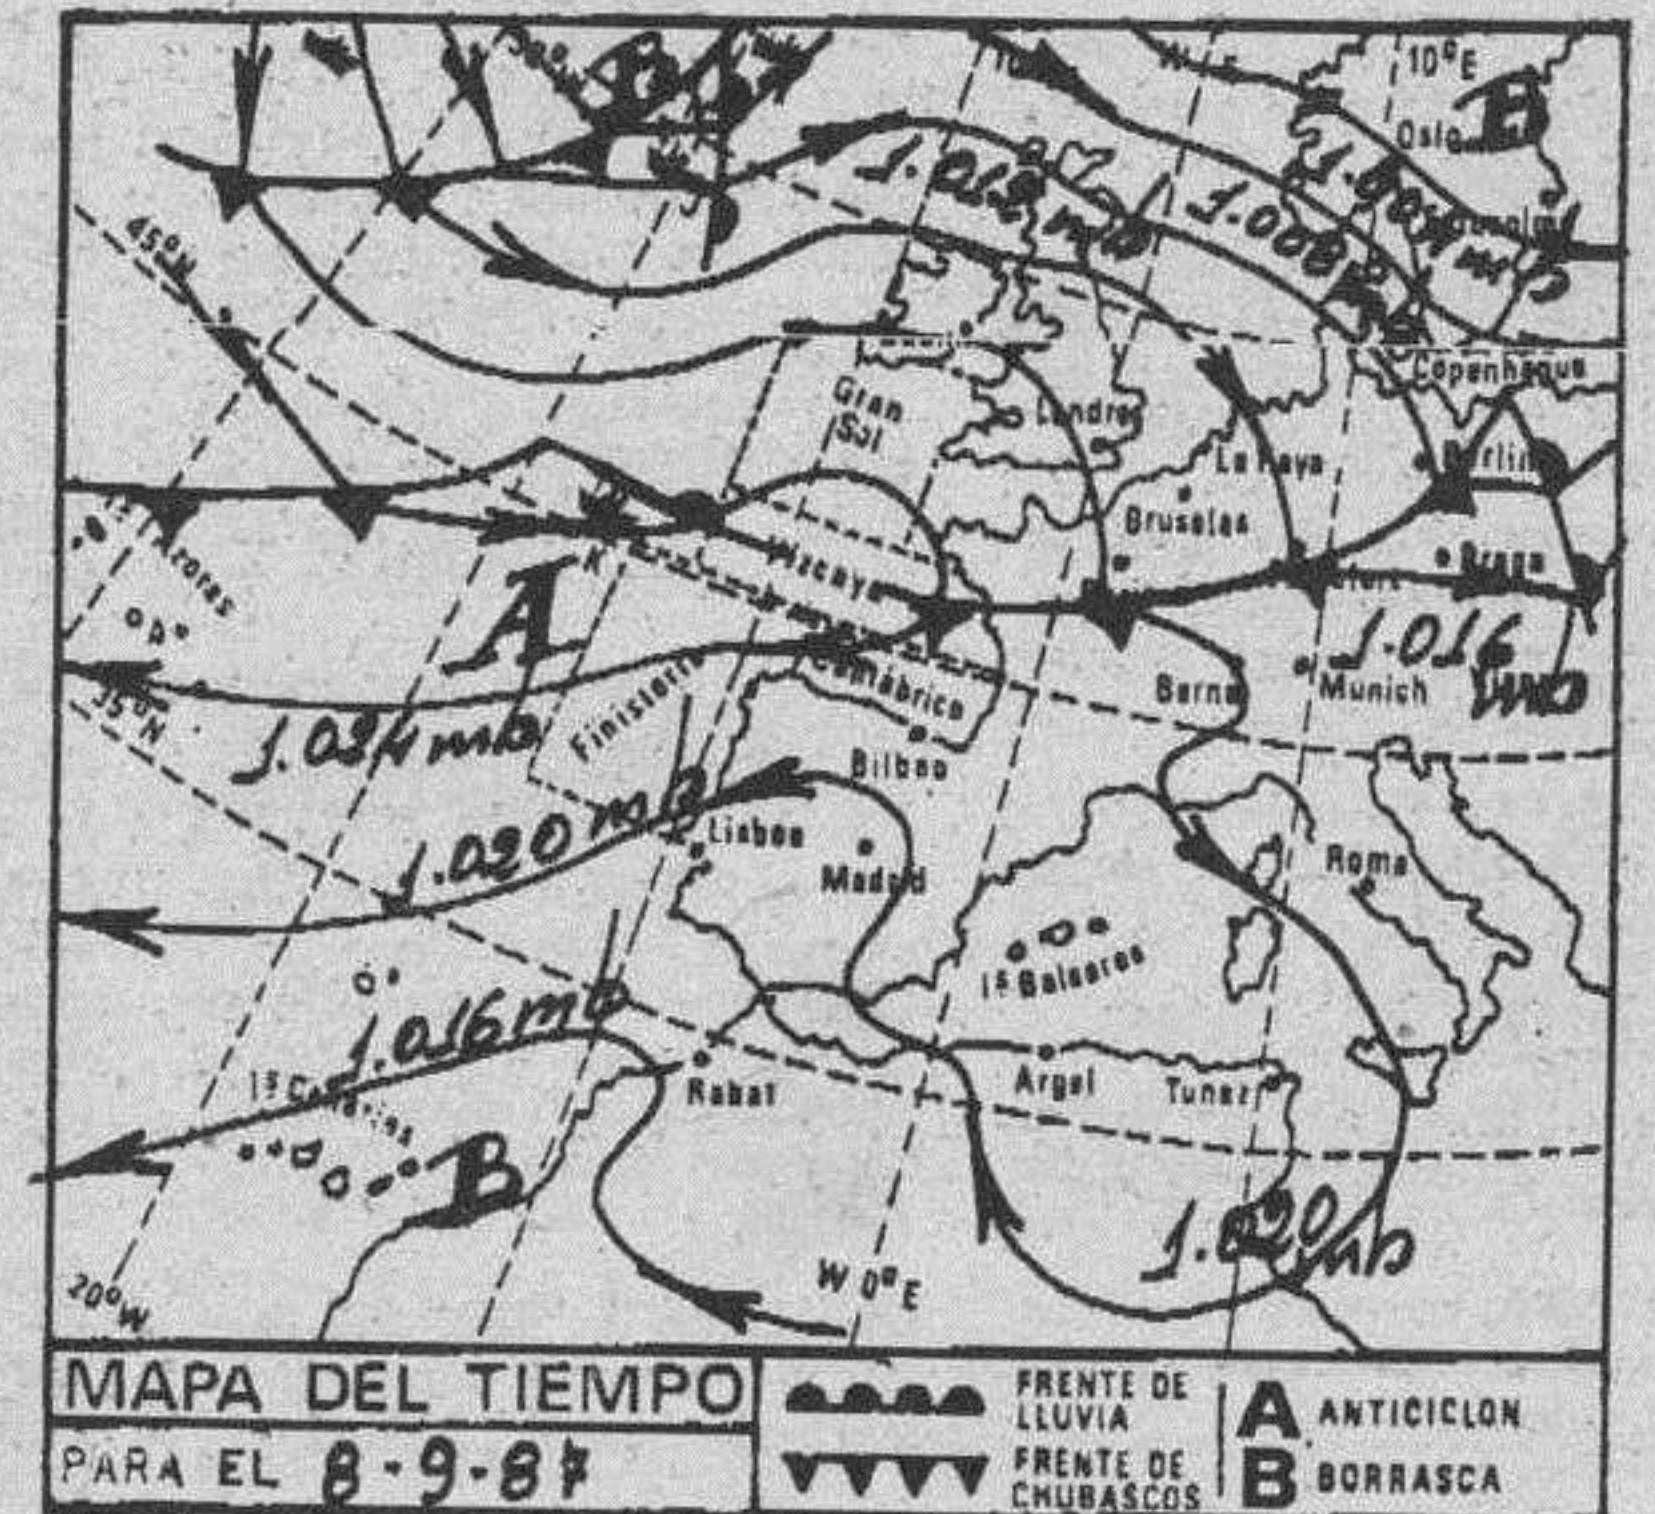 10°E
B
B
Oslo
1.012 mb
1.008
45°N
Copenhague
Gran
Sol
Londres
La Haya
Berlin
Bruselas
Is Azores
Vizcaya
Praga
A
1.016
mb
Cantábrico
Berna
Munich
35°N
1.024 mb
Finisterre
Bilbao
1.020 mb
Lisboa
Madrid
Roma
Is Baleares
1.016 mb
Is Canarias
Rabat
Argel
Tunez
B
1.020
mb
W 0° E
20°W
MAPA DEL TIEMPO
PARA EL 8-9-87
FRENTE DE
LLUVIA
FRENTE DE
CHUBASCOS
A ANTICICLON
B BORRASCA